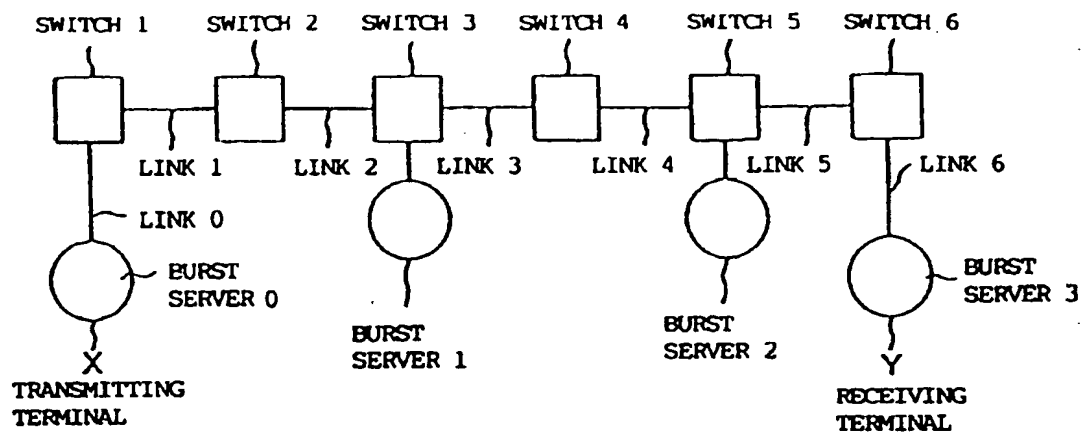 SWITCH 1
SWITCH 2
SWITCH 3
SWITCH 4
SWITCH 5
SWITCH 6
LINK 1
LINK 2
LINK 3
LINK 4
LINK 5
LINK 6
LINK 0
BURST
SERVER 0
BURST
SERVER 1
BURST
SERVER 2
BURST
SERVER 3
X
TRANSMITTING
TERMINAL
Y
RECEIVING
TERMINAL